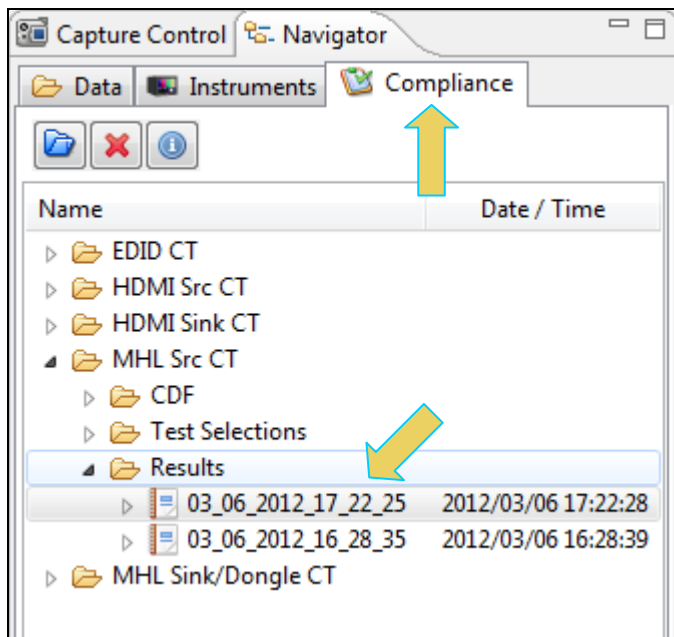 Capture Control Navigator
Data Instruments Compliance
Name Date / Time
EDID CT
HDMI Src CT
HDMI Sink CT
MHL Src CT
CDF
Test Selections
Results
03_06_2012_17_22_25 2012/03/06 17:22:28
03_06_2012_16_28_35 2012/03/06 16:28:39
MHL Sink/Dongle CT